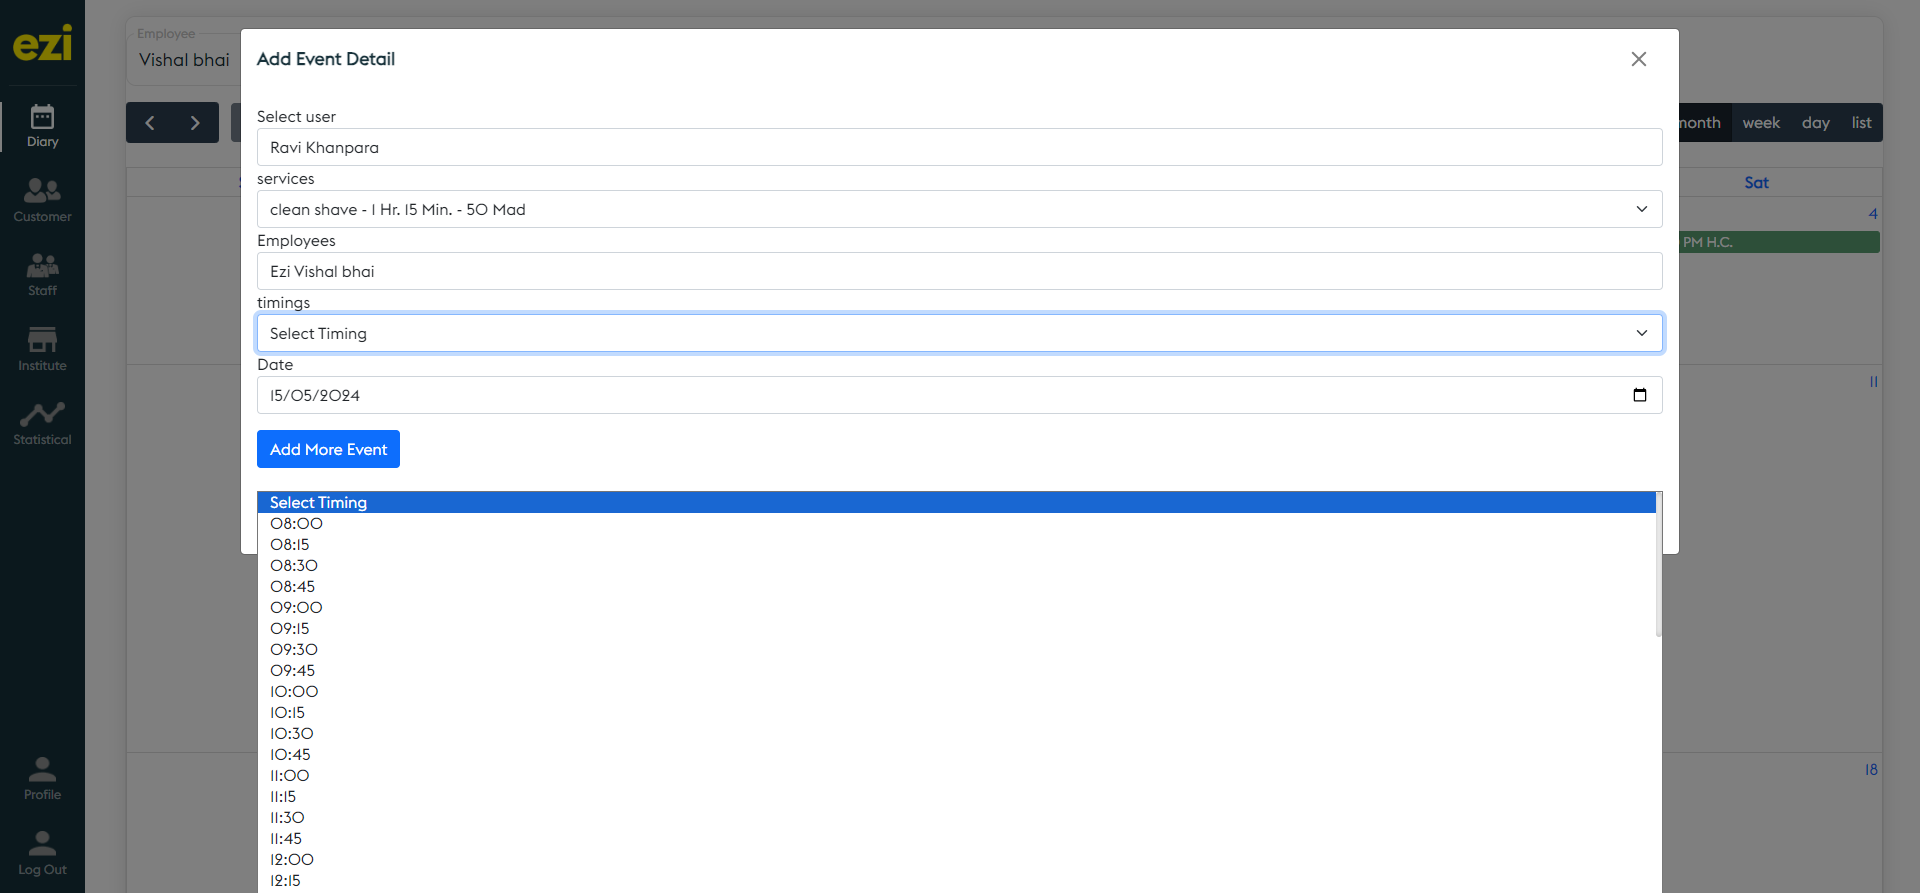 ezi
Diary
Customer
Staff
Institute
Statistical
Profile
Log Out
Employee
Vishal bhai
month week day list
Sat
4
PM H.C.
11
18
Add Event Detail
Select user
Ravi Khanpara
services
clean shave - 1 Hr. 15 Min. - 50 Mad
Employees
Ezi Vishal bhai
timings
Select Timing
Date
15/05/2024
Add More Event
Select Timing
08:00
08:15
08:30
08:45
09:00
09:15
09:30
09:45
10:00
10:15
10:30
10:45
11:00
11:15
11:30
11:45
12:00
12:15